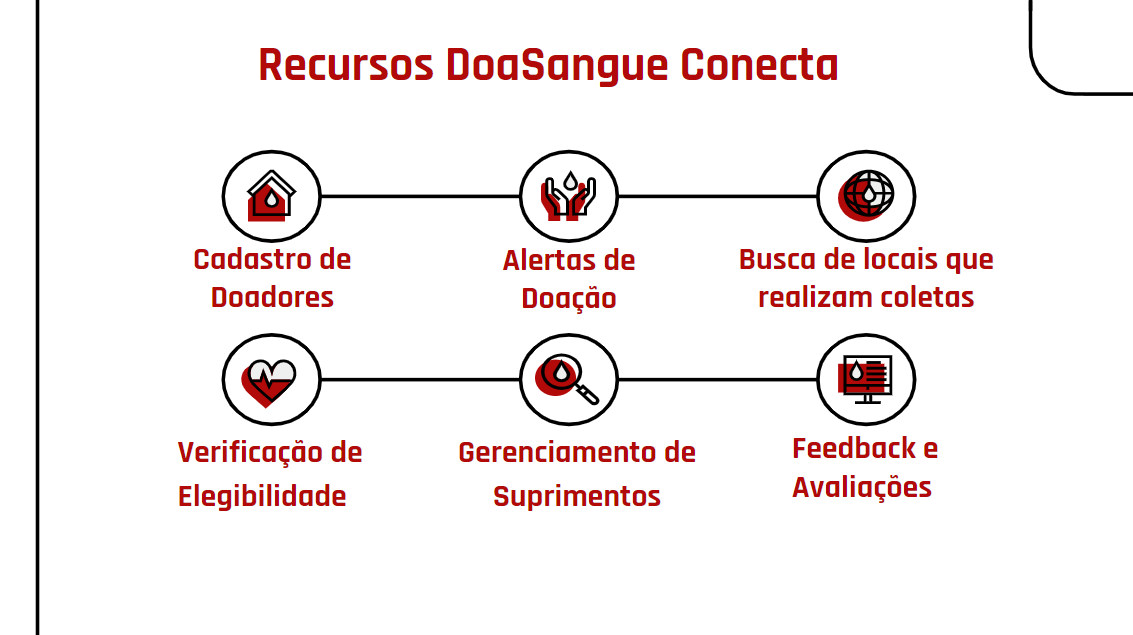 Recursos DoaSangue Conecta
Cadastro de
Doadores
Alertas de
Doação
Busca de locais que
realizam coletas
Verificação de
Elegibilidade
Gerenciamento de
Suprimentos
Feedback e
Avaliações